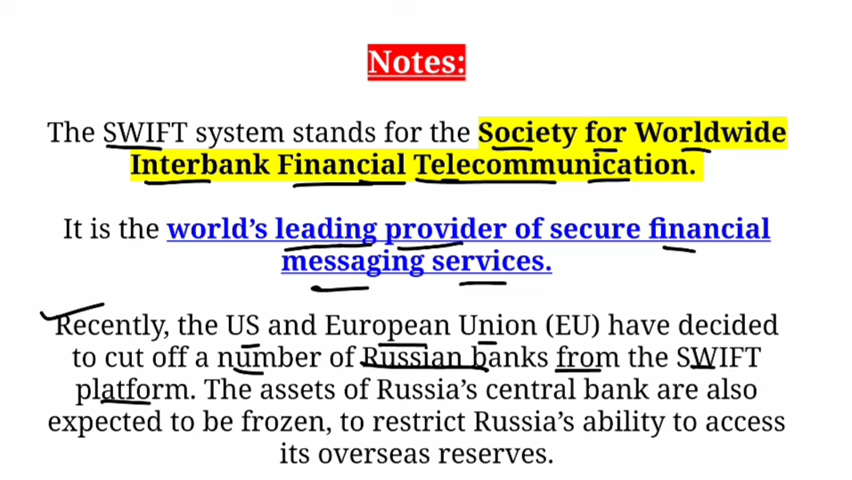 Notes:
The SWIFT system stands for the Society for Worldwide
Interbank Financial Telecommunication.
It is the world's leading provider of secure financial
messaging services.
Recently, the US and European Union (EU) have decided
to cut off a number of Russian banks from the SWIFT
platform. The assets of Russia's central bank are also
expected to be frozen, to restrict Russia's ability to access
its overseas reserves.